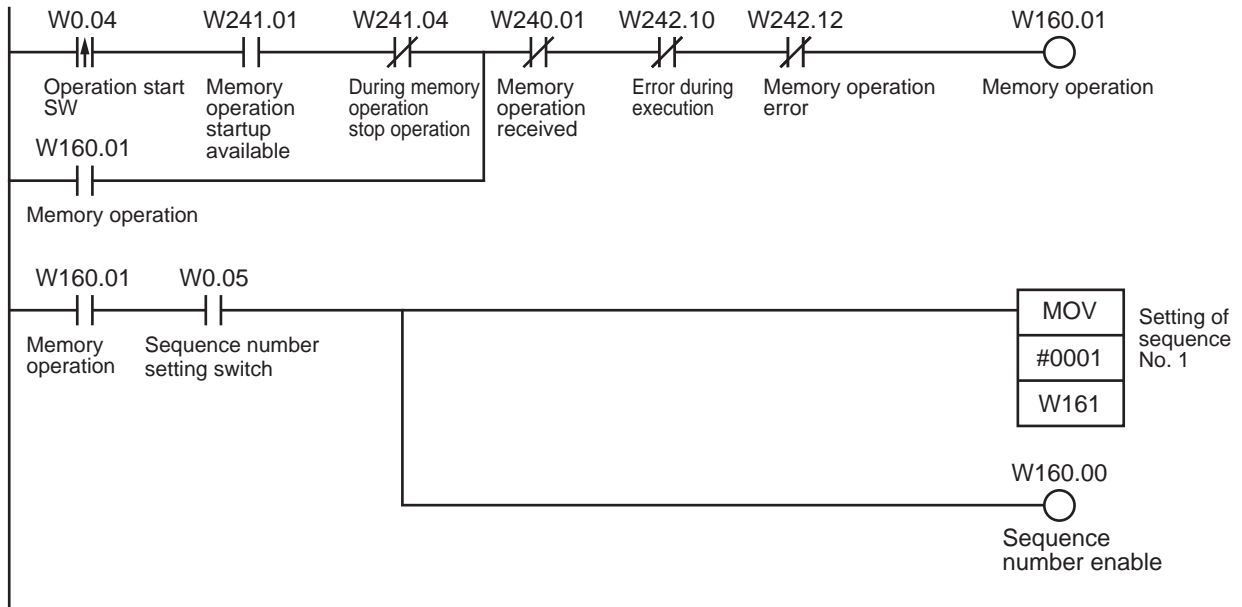 W0.04 W241.01 W241.04 W240.01 W242.10 W242.12 W160.01
Operation start
SW
Memory
operation
startup
available
During memory
operation
stop operation
Memory
operation
received
Error during
execution
Memory operation
error
Memory operation
W160.01
Memory operation
W160.01 W0.05
Memory
operation
Sequence number
setting switch
MOV
#0001
W161
Setting of
sequence
No. 1
W160.00
Sequence
number enable